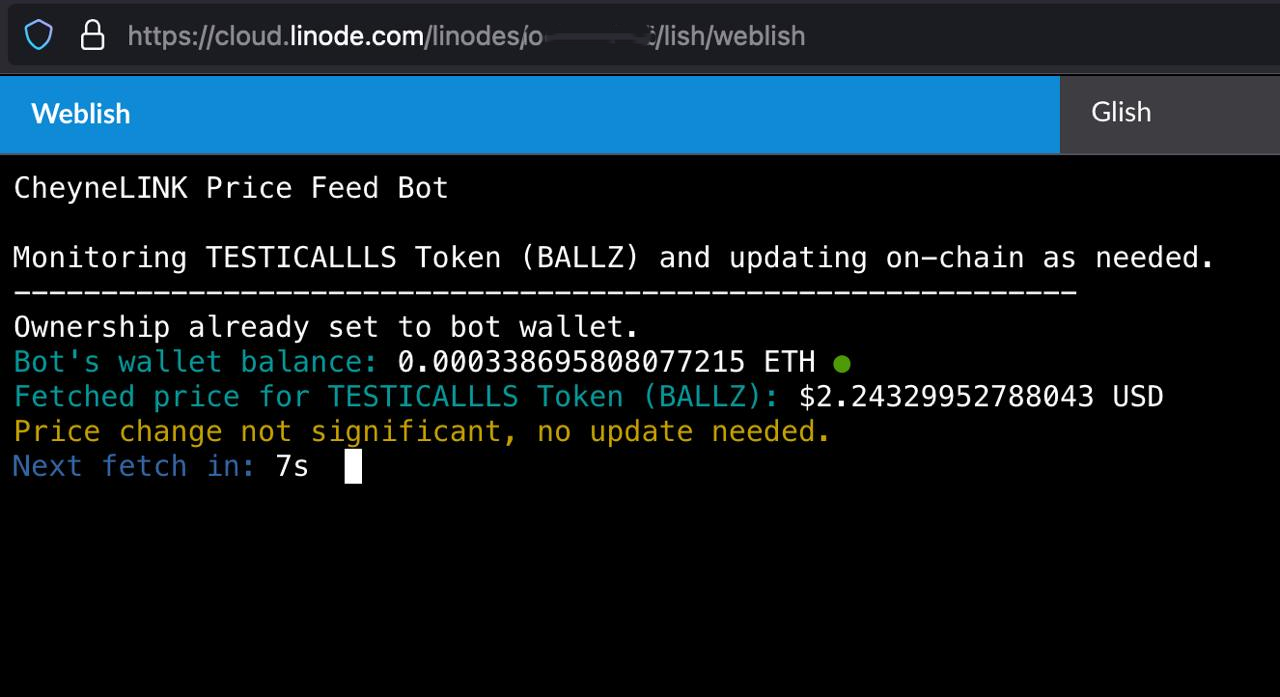 https://cloud.linode.com/linodes/o /lish/weblish
Weblish
Glish
CheyneLINK Price Feed Bot
Monitoring TESTICALLLS Token (BALLZ) and updating on-chain as needed.
-------------------------------------------------------------
Ownership already set to bot wallet.
Bot's wallet balance: 0.000338695808077215 ETH
Fetched price for TESTICALLLS Token (BALLZ): $2.24329952788043 USD
Price change not significant, no update needed.
Next fetch in: 7s